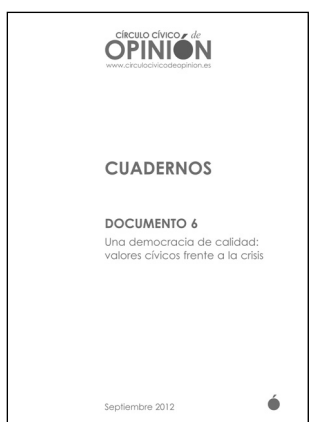 CÍRCULO CÍVICO de
OPINIÓN
www.circulocivicodeopinion.es
CUADERNOS
DOCUMENTO 6
Una democracia de calidad:
valores cívicos frente a la crisis
Septiembre 2012